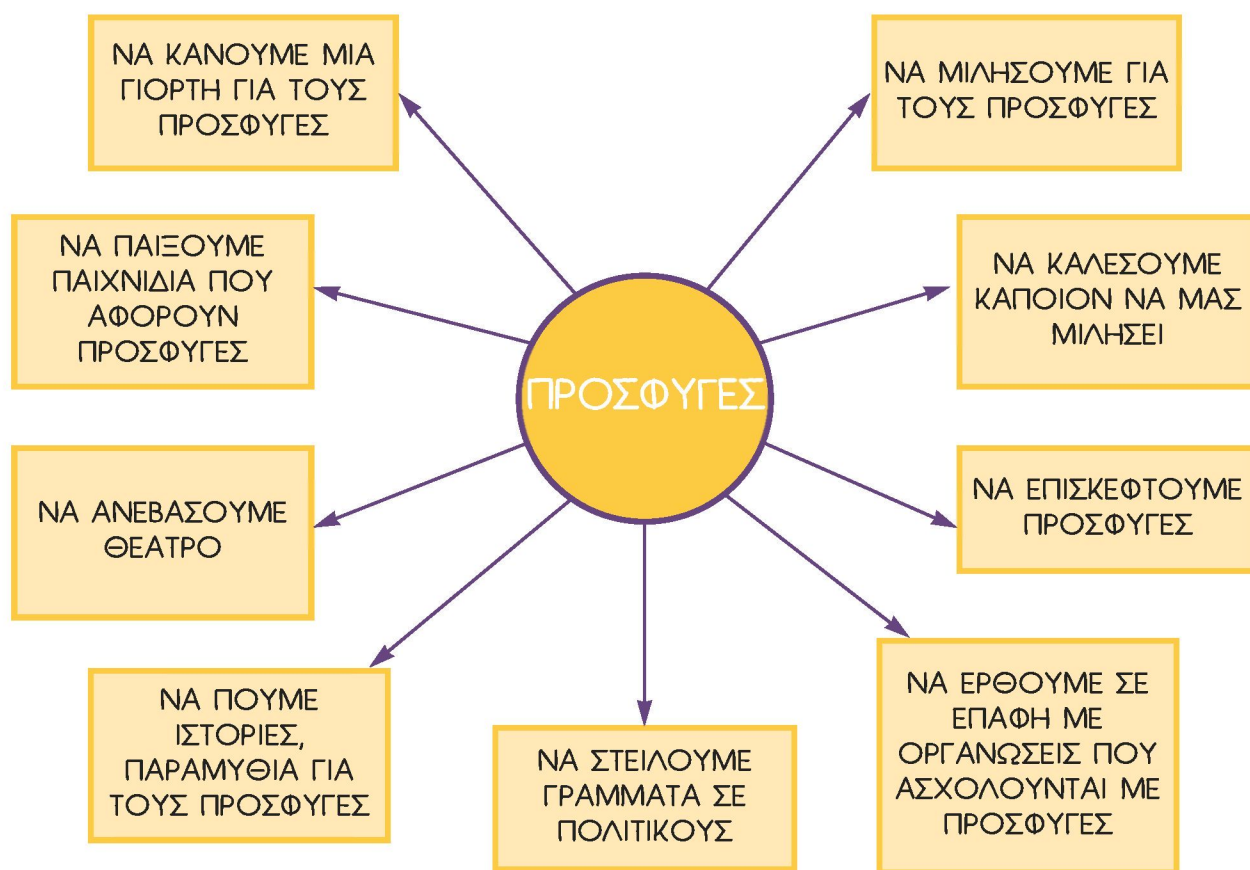 ΝΑ ΚΑΝΟΥΜΕ ΜΙΑ
ΓΙΟΡΤΗ ΓΙΑ ΤΟΥΣ
ΠΡΟΣΦΥΓΕΣ
ΝΑ ΜΙΛΗΣΟΥΜΕ ΓΙΑ
ΤΟΥΣ ΠΡΟΣΦΥΓΕΣ
ΝΑ ΠΑΙΞΟΥΜΕ
ΠΑΙΧΝΙΔΙΑ ΠΟΥ
ΑΦΟΡΟΥΝ
ΠΡΟΣΦΥΓΕΣ
ΝΑ ΚΑΛΕΣΟΥΜΕ
ΚΑΠΟΙΟΝ ΝΑ ΜΑΣ
ΜΙΛΗΣΕΙ
ΠΡΟΣΦΥΓΕΣ
ΝΑ ΑΝΕΒΑΣΟΥΜΕ
ΘΕΑΤΡΟ
ΝΑ ΕΠΙΣΚΕΦΤΟΥΜΕ
ΠΡΟΣΦΥΓΕΣ
ΝΑ ΠΟΥΜΕ
ΙΣΤΟΡΙΕΣ,
ΠΑΡΑΜΥΘΙΑ ΓΙΑ
ΤΟΥΣ ΠΡΟΣΦΥΓΕΣ
ΝΑ ΣΤΕΙΛΟΥΜΕ
ΓΡΑΜΜΑΤΑ ΣΕ
ΠΟΛΙΤΙΚΟΥΣ
ΝΑ ΕΡΘΟΥΜΕ ΣΕ
ΕΠΑΦΗ ΜΕ
ΟΡΓΑΝΩΣΕΙΣ ΠΟΥ
ΑΣΧΟΛΟΥΝΤΑΙ ΜΕ
ΠΡΟΣΦΥΓΕΣ